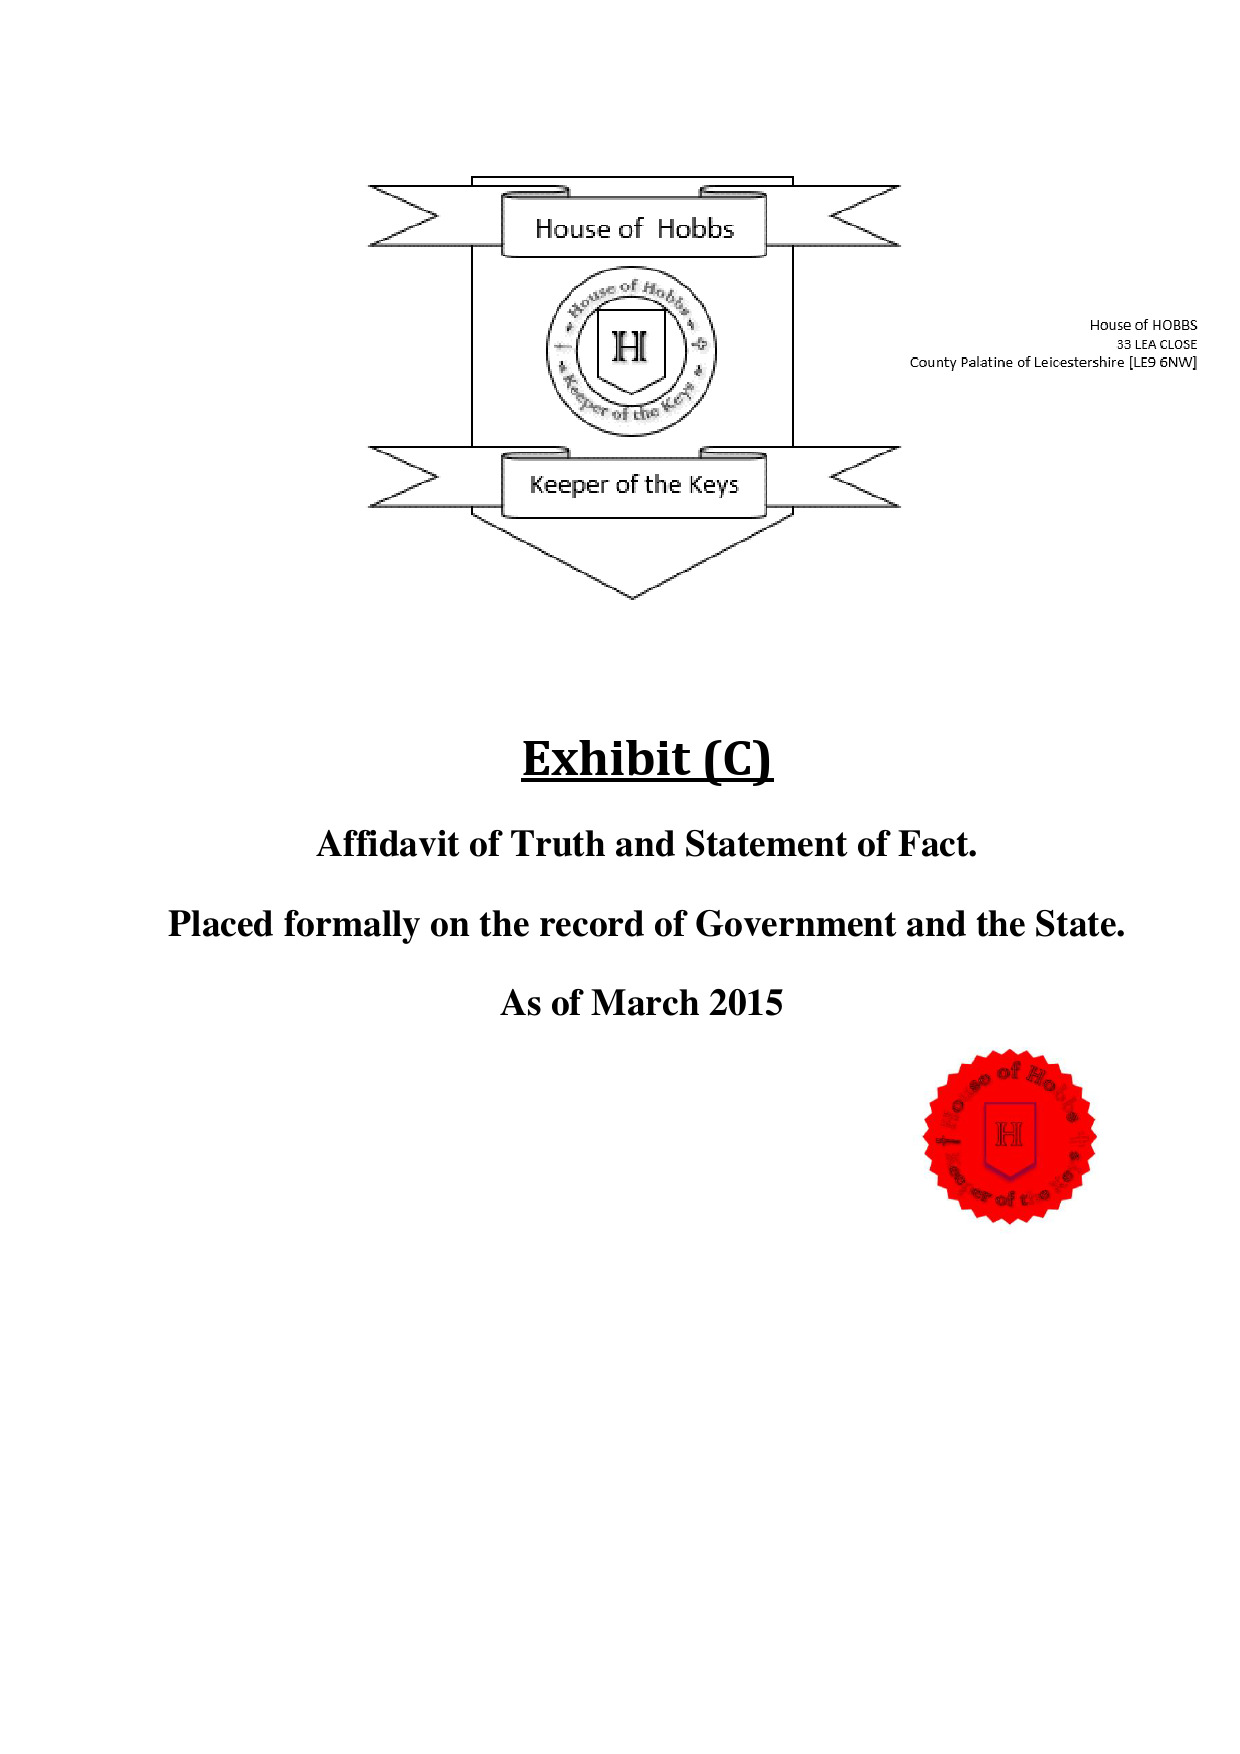 House of Hobbs
House of Hobbs
H
Keeper of the Keys
House of HOBBS
33 LEA CLOSE
County Palatine of Leicestershire [LE9 6NW]
Keeper of the Keys
Exhibit (C)
Affidavit of Truth and Statement of Fact.
Placed formally on the record of Government and the State.
As of March 2015
House of Hobbs
H
Keeper of the Keys